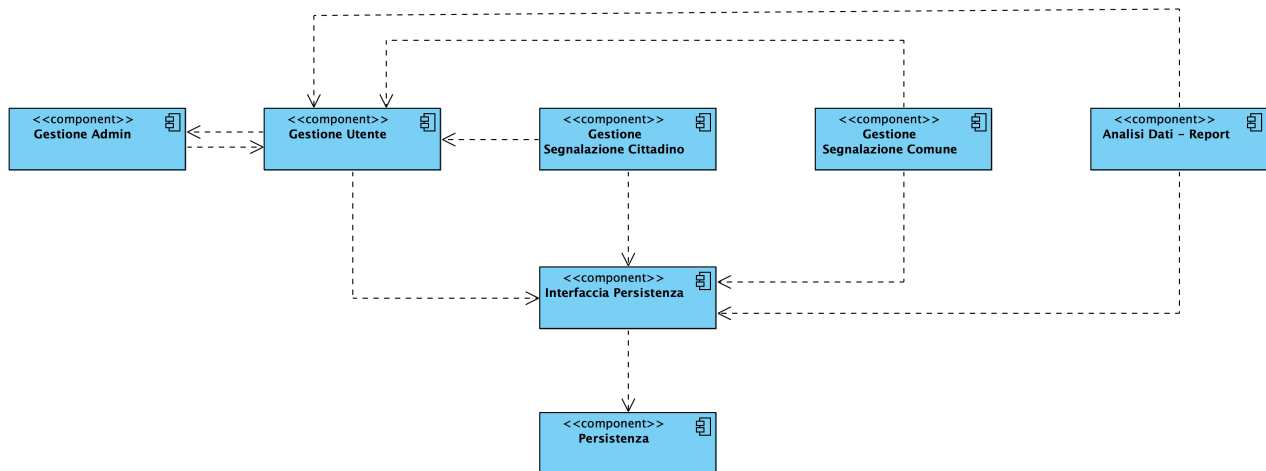 <<component>>
Gestione Admin
<<component>>
Gestione Utente
<<component>>
Gestione
Segnalazione Cittadino
<<component>>
Gestione
Segnalazione Comune
<<component>>
Analisi Dati - Report
<<component>>
Interfaccia Persistenza
<<component>>
Persistenza